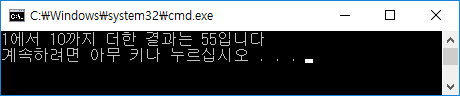 C:₩Windows₩system32₩cmd.exe
1에서 10까지 더한 결과는 55입니다
계속하려면 아무 키나 누르십시오 . . .